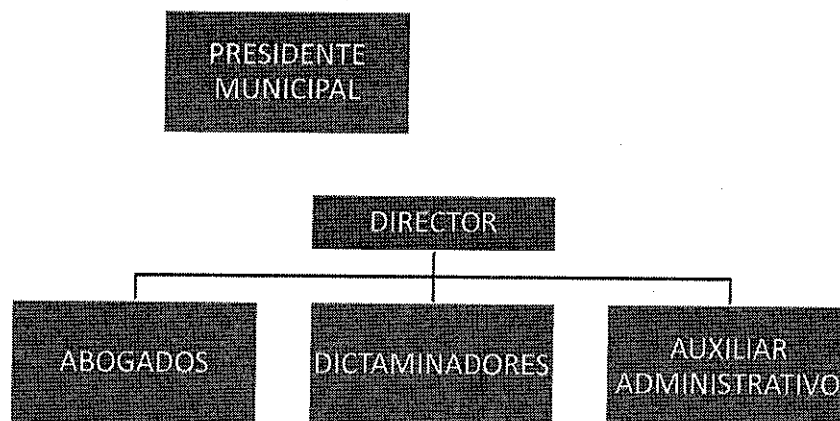 PRESIDENTE
MUNICIPAL
DIRECTOR
ABOGADOS
DICTAMINADORES
AUXILIAR
ADMINISTRATIVO